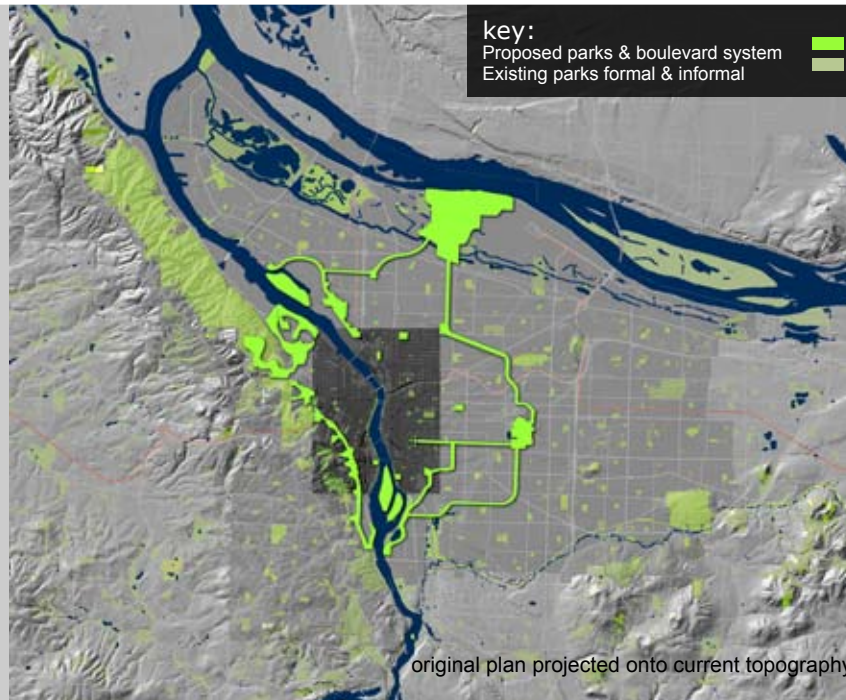 key:
Proposed parks & boulevard system
Existing parks formal & informal
original plan projected onto current topography